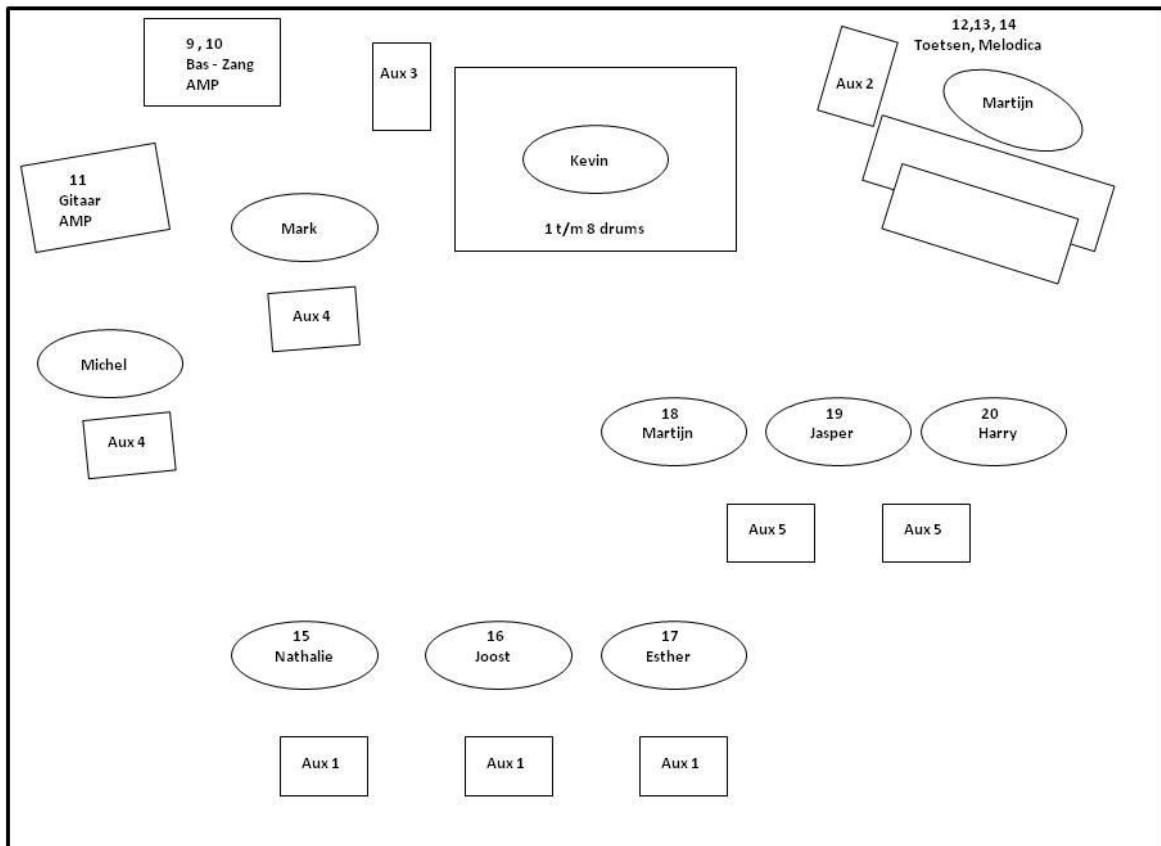 9 , 10
Bas - Zang
AMP
Aux 3
12,13, 14
Toetsen, Melodica
Aux 2
Martijn
Kevin
1 t/m 8 drums
11
Gitaar
AMP
Mark
Aux 4
Michel
Aux 4
18
Martijn
19
Jasper
20
Harry
Aux 5
Aux 5
15
Nathalie
16
Joost
17
Esther
Aux 1
Aux 1
Aux 1